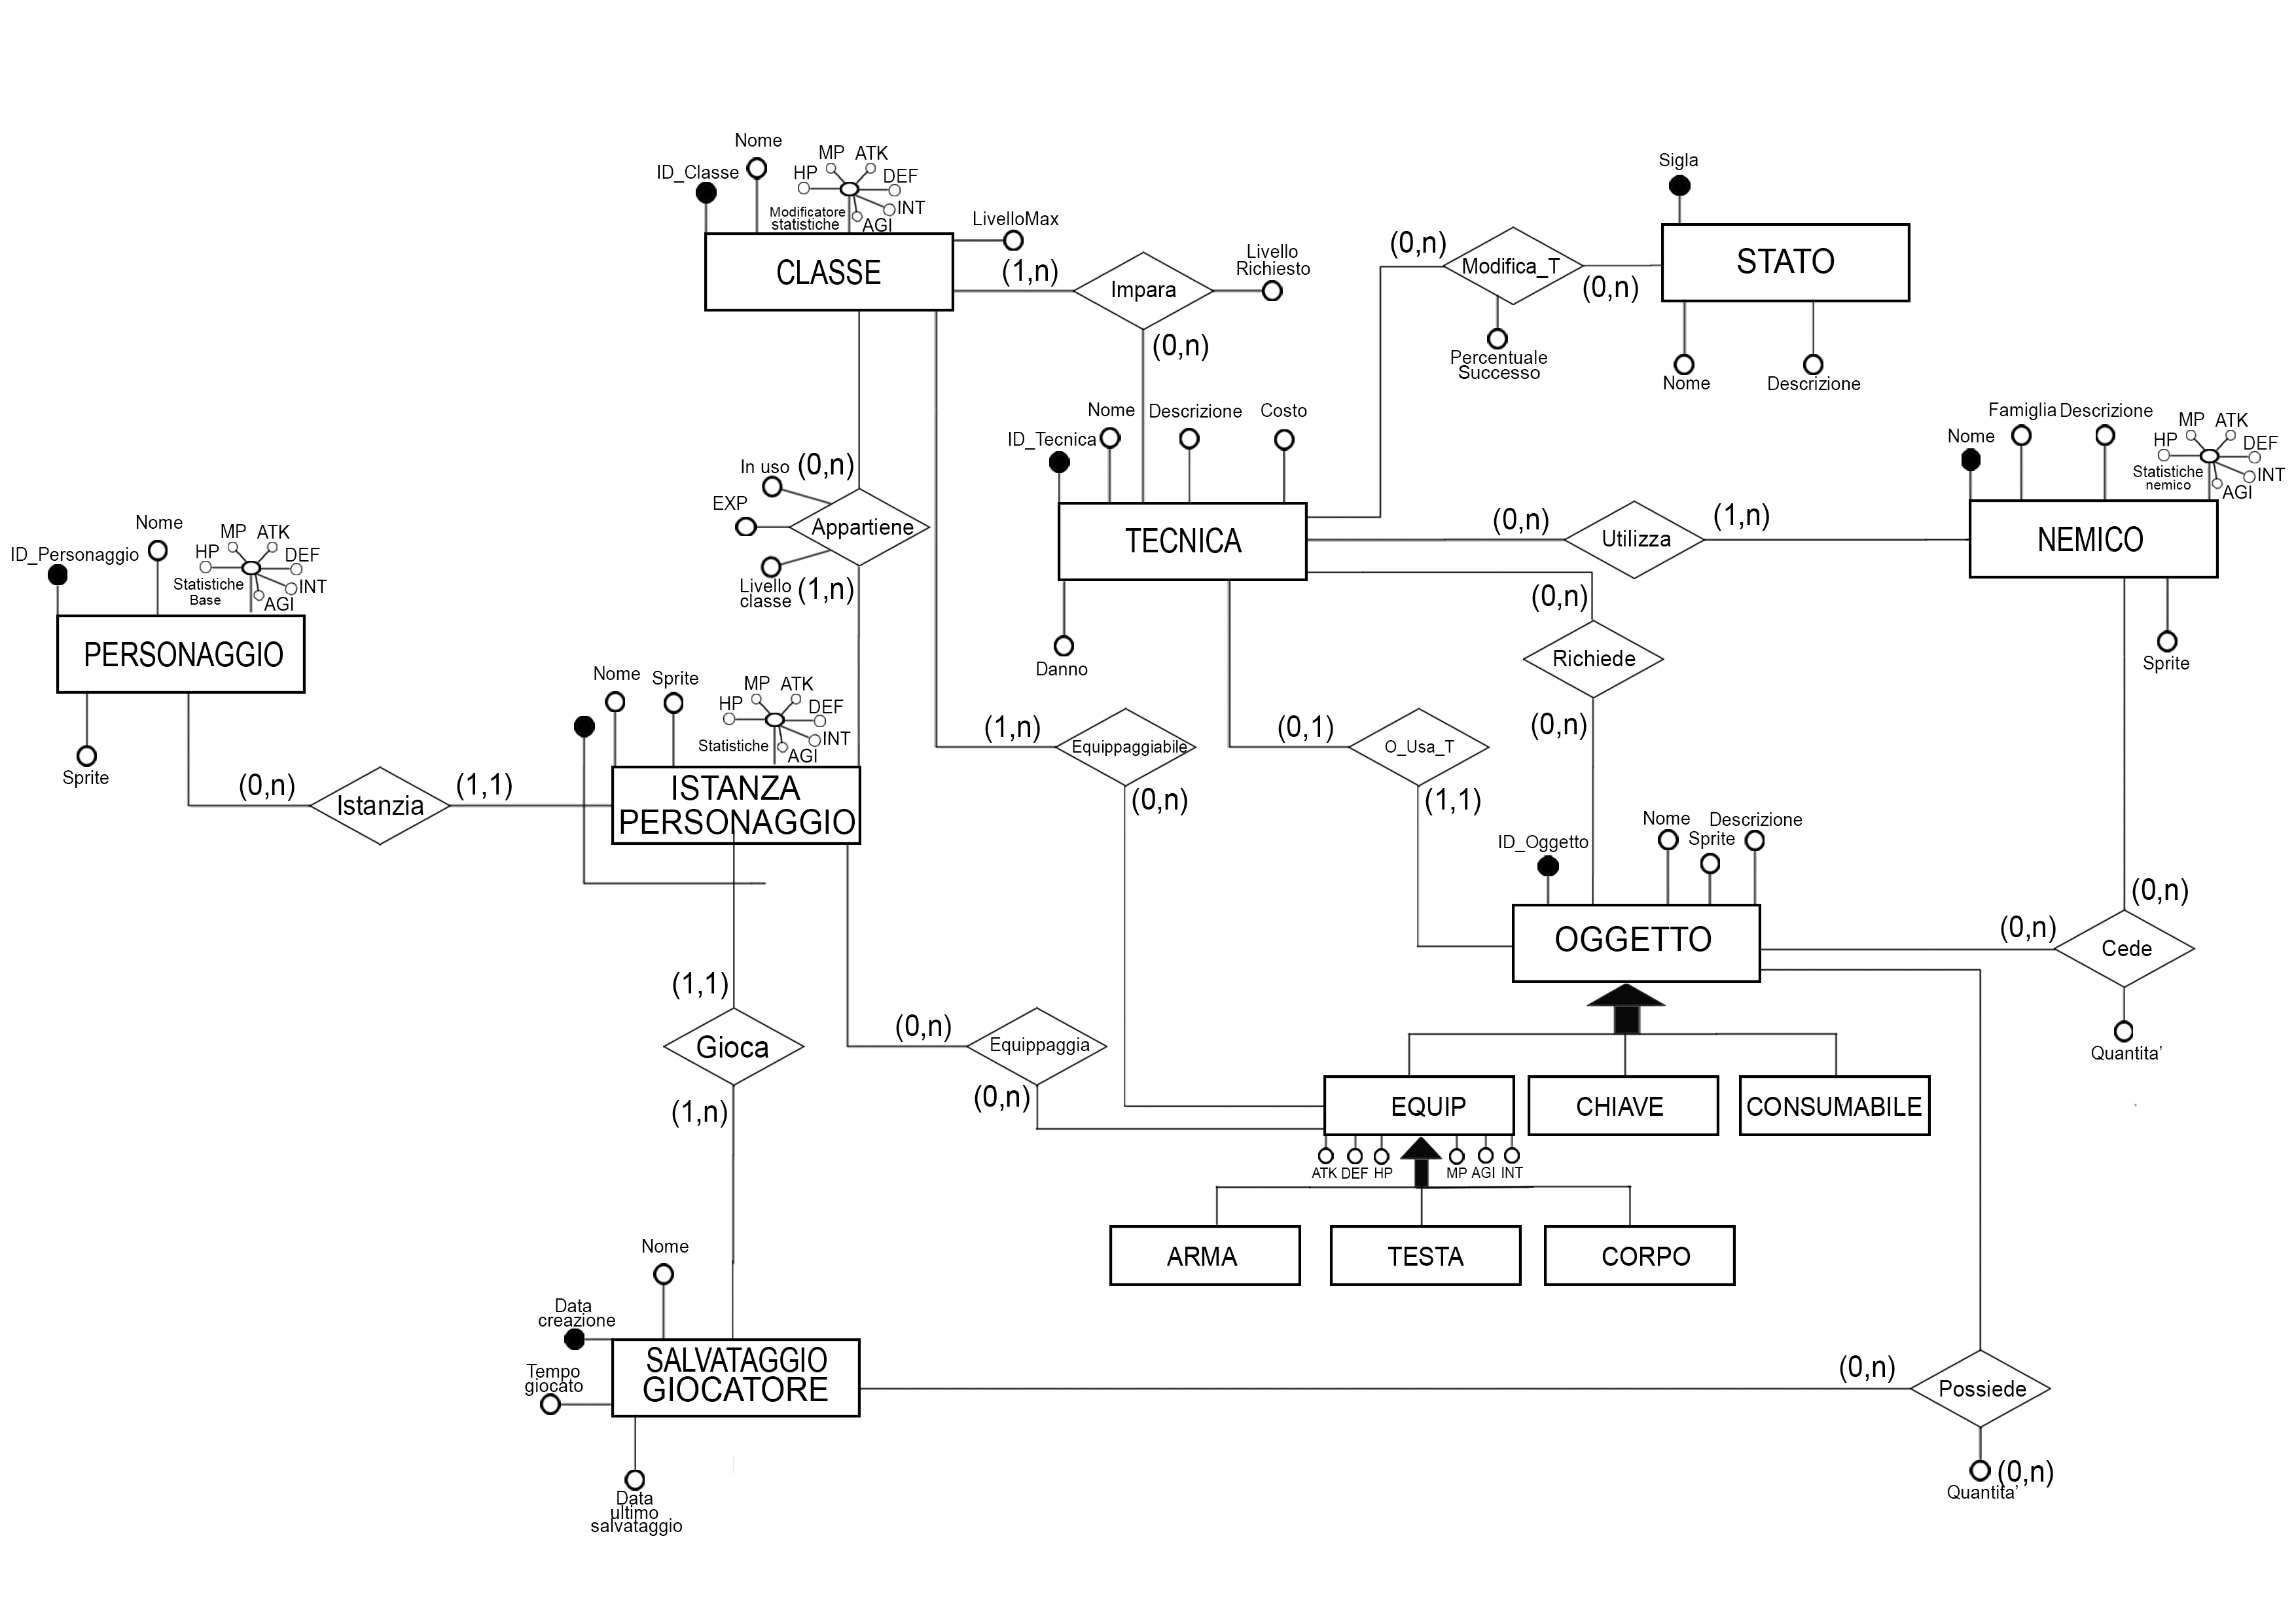 Nome
MP ATK
HP
DEF
ID_Classe
INT
Modificatore
statistiche
AGI
LivelloMax
CLASSE
(1,n)
Impara
Livello
Richiesto
(0,n)
Sigla
STATO
(0,n)
Modifica_T
(0,n)
Percentuale
Successo
Nome
Descrizione
Nome
Descrizione
Costo
ID_Tecnica
TECNICA
Danno
Famiglia
Descrizione
Nome
MP ATK
HP
DEF
Statistiche
nemico
INT
AGI
NEMICO
Sprite
(0,n)
Utilizza
(1,n)
In uso
(0,n)
EXP
Appartiene
Livello
classe
(1,n)
Nome
ID_Personaggio
MP ATK
HP
DEF
Statistiche
Base
INT
AGI
PERSONAGGIO
Sprite
(0,n)
Istanzia
(1,1)
Nome
Sprite
MP ATK
HP
DEF
INT
Statistiche
AGI
ISTANZA
PERSONAGGIO
(0,n)
Richiede
(0,n)
(1,n)
Equippaggiabile
(0,n)
(0,1)
O_Usa_T
(1,1)
Nome
Descrizione
Sprite
ID_Oggetto
OGGETTO
(0,n)
(0,n)
Cede
Quantita’
(1,1)
Gioca
(1,n)
(0,n)
Equippaggia
(0,n)
EQUIP
CHIAVE
CONSUMABILE
ATK DEF HP MP AGI INT
ARMA
TESTA
CORPO
Nome
Data
creazione
Tempo
giocato
SALVATAGGIO
GIOCATORE
Data
ultimo
salvataggio
(0,n)
Possiede
(0,n)
Quantita’